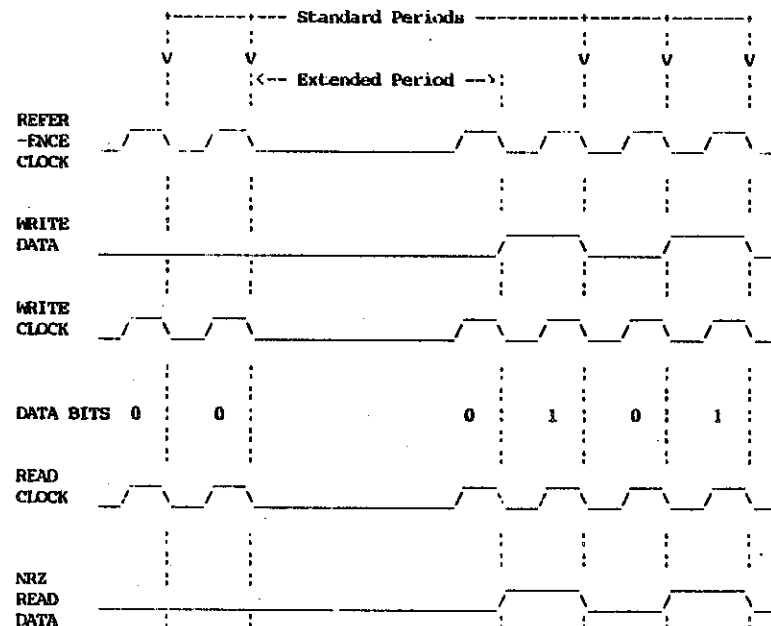 Standard Periods
V V V V V
<--- Extended Period --->
REFER
-ENCE
CLOCK
WRITE
DATA
WRITE
CLOCK
DATA BITS 0 0 0 1 0 1
READ
CLOCK
NRZ
READ
DATA